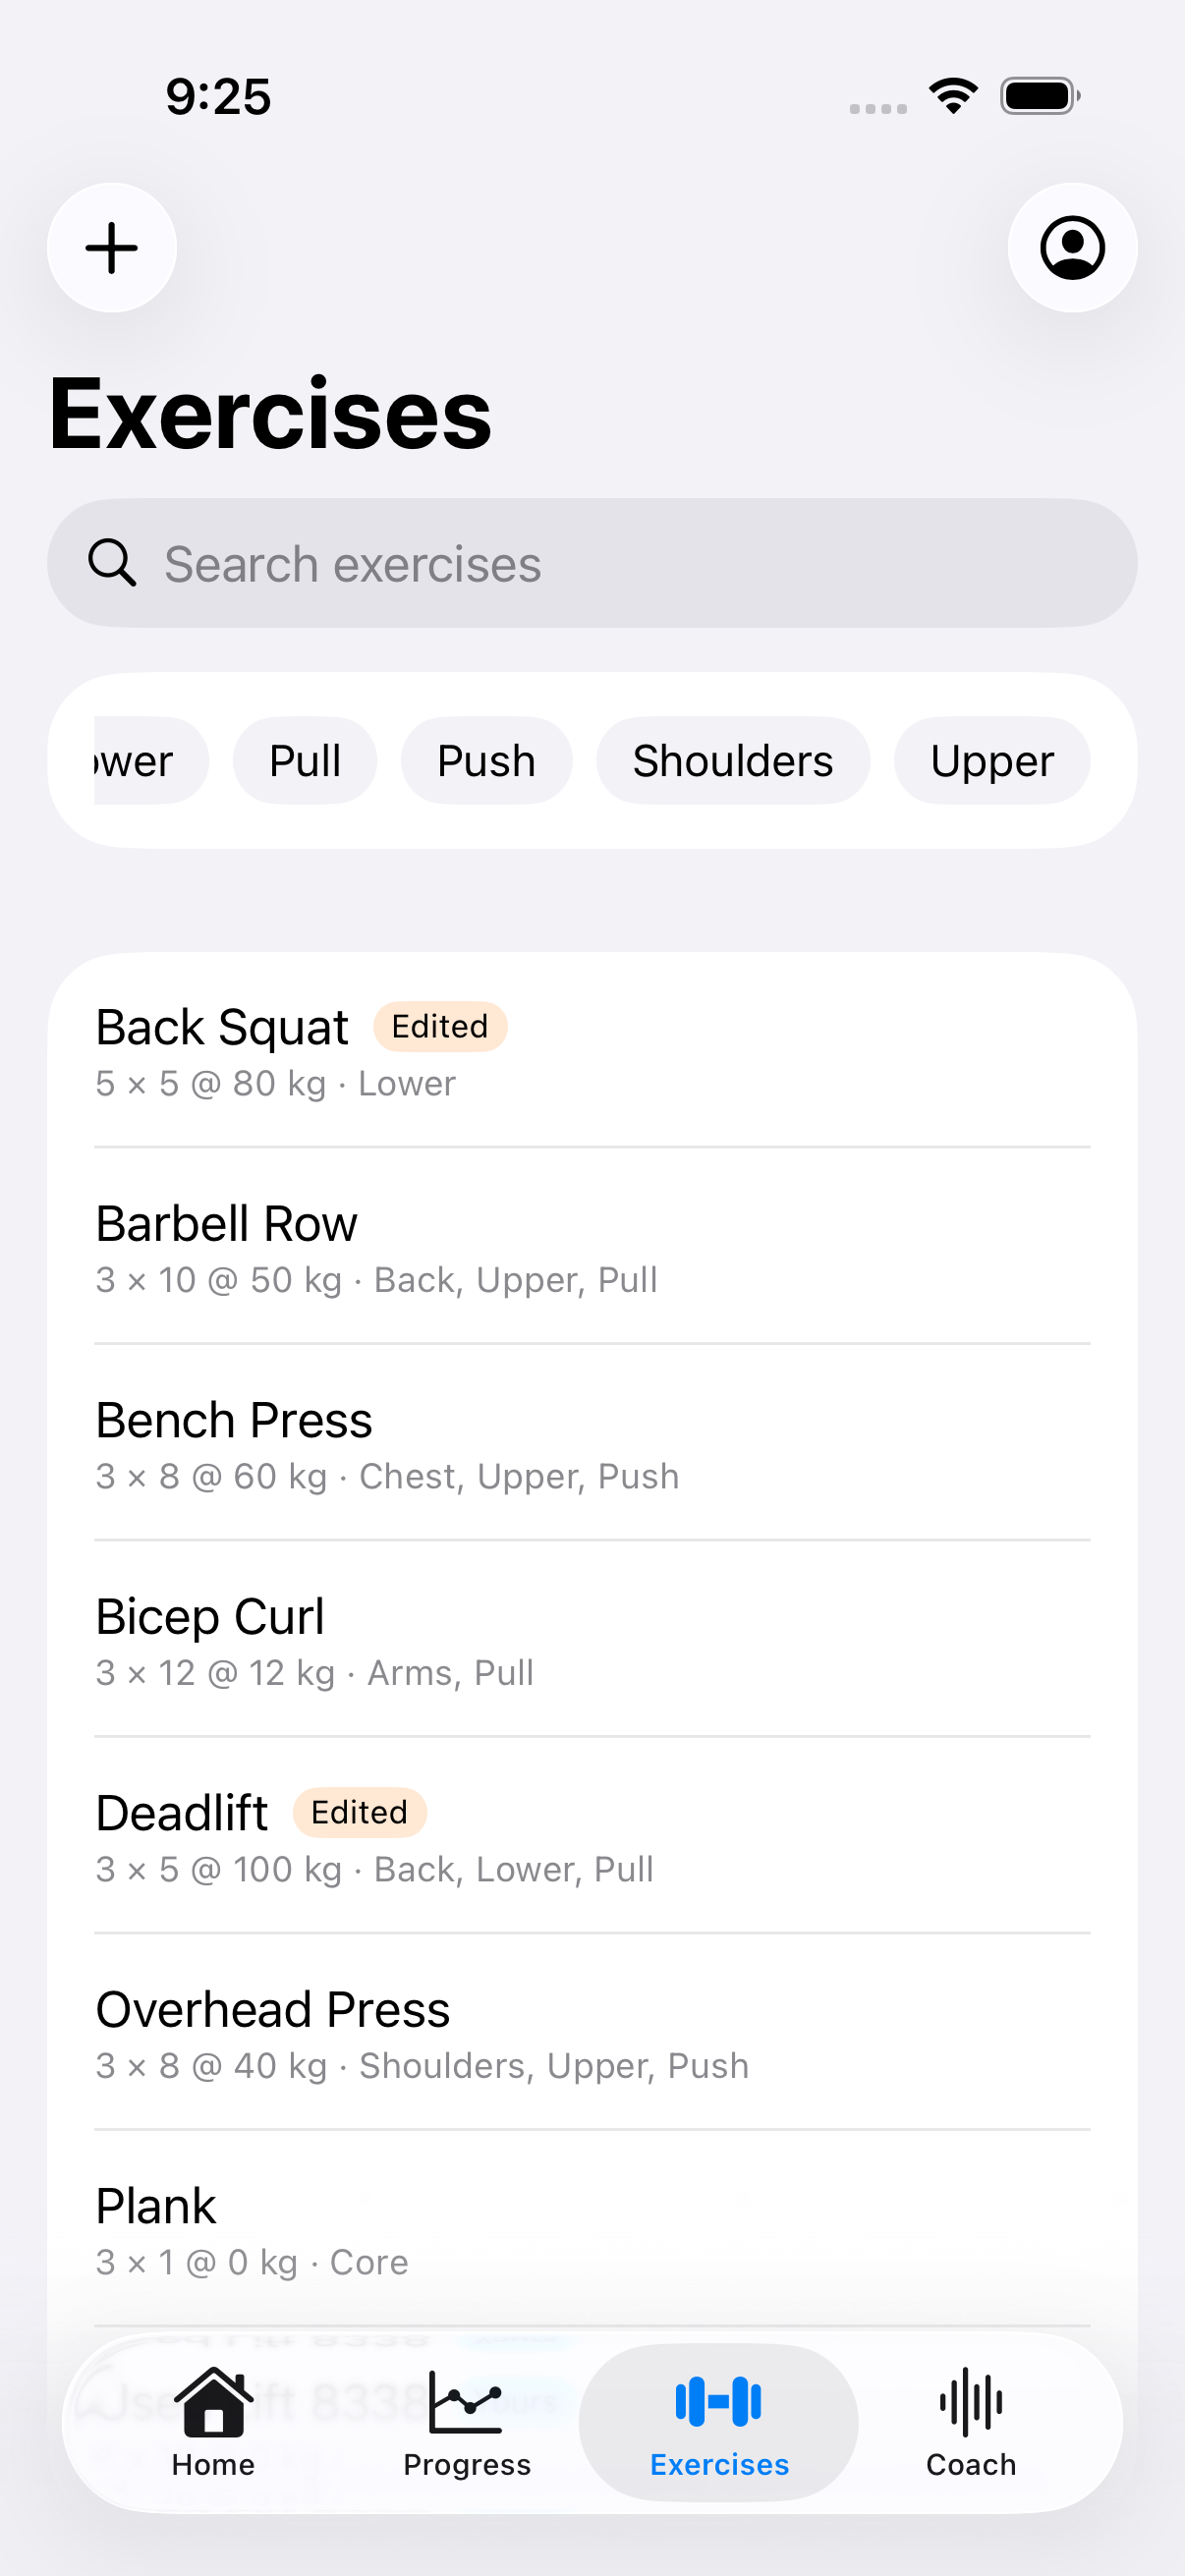 9:25
Exercises
Search exercises
ower Pull Push Shoulders Upper
Back Squat Edited
5 × 5 @ 80 kg · Lower
Barbell Row
3 × 10 @ 50 kg · Back, Upper, Pull
Bench Press
3 × 8 @ 60 kg · Chest, Upper, Push
Bicep Curl
3 × 12 @ 12 kg · Arms, Pull
Deadlift Edited
3 × 5 @ 100 kg · Back, Lower, Pull
Overhead Press
3 × 8 @ 40 kg · Shoulders, Upper, Push
Plank
3 × 1 @ 0 kg · Core
Home Progress Exercises Coach